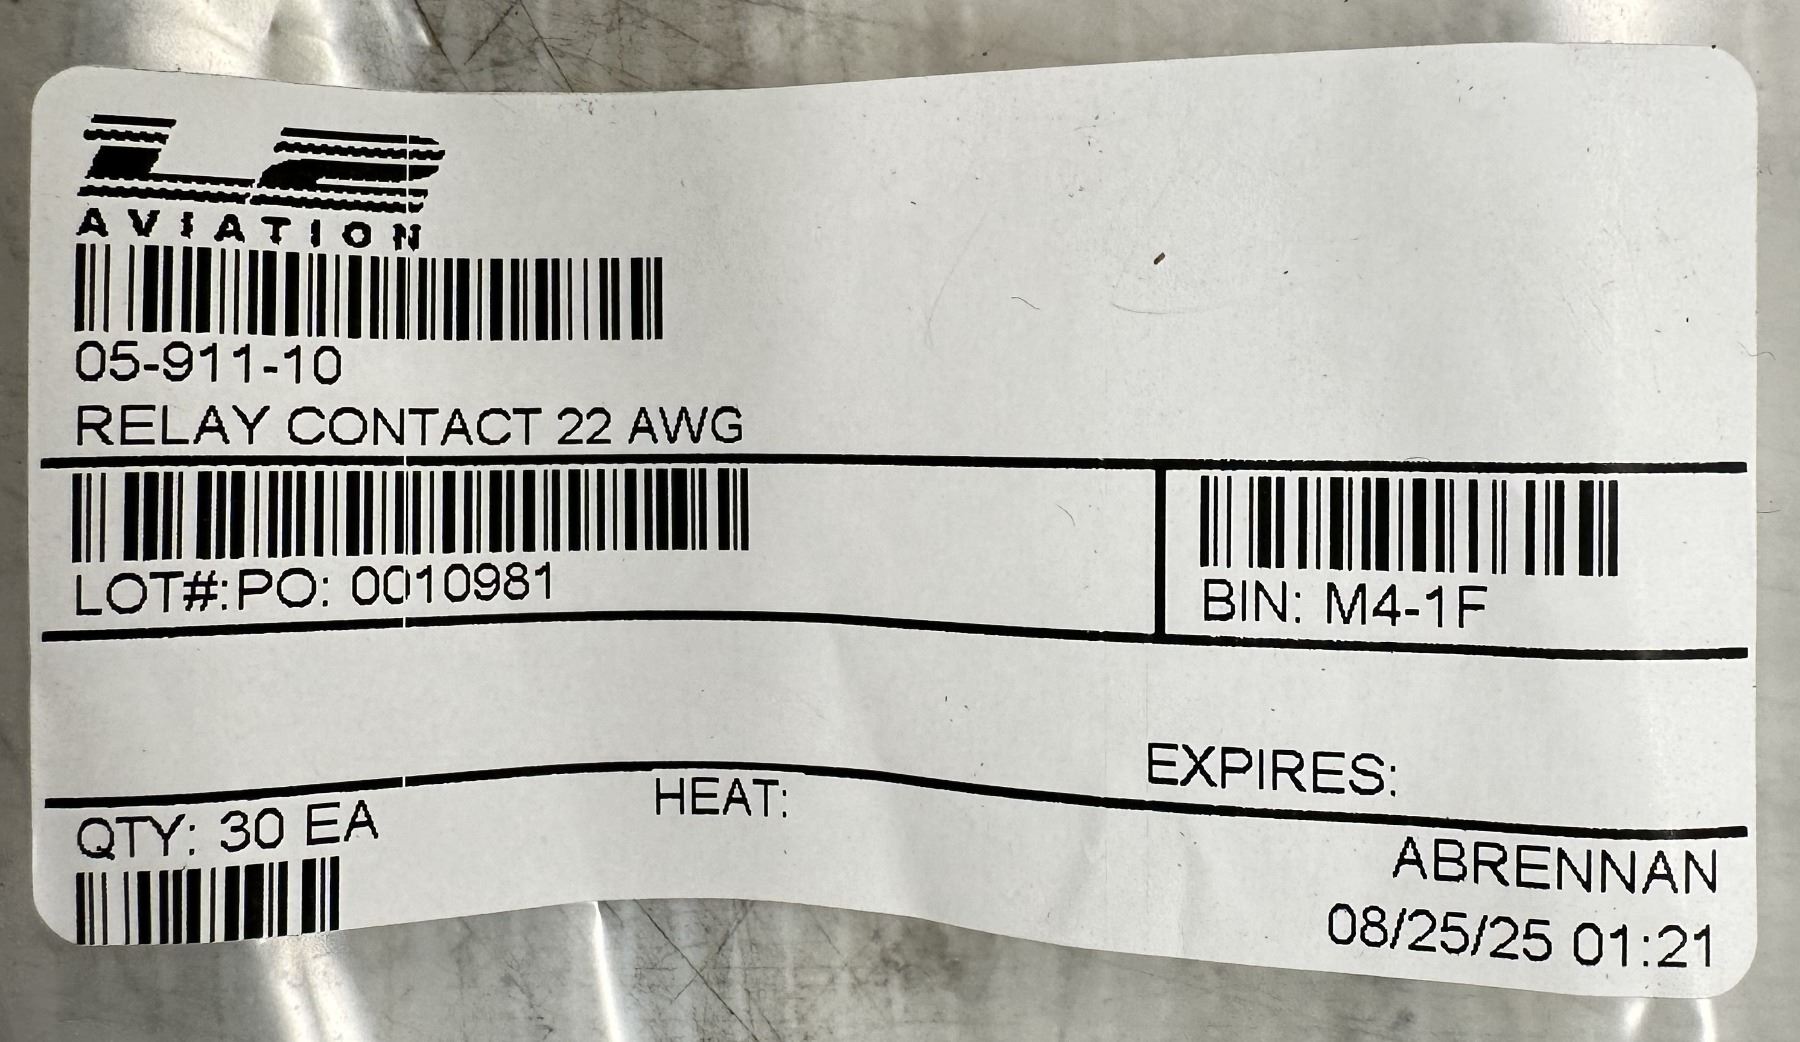 L2
AVIATION
05-911-10
RELAY CONTACT 22 AWG
LOT#:PO: 0010981
BIN: M4-1F
EXPIRES:
QTY: 30 EA
HEAT:
ABRENNAN
08/25/25 01:21